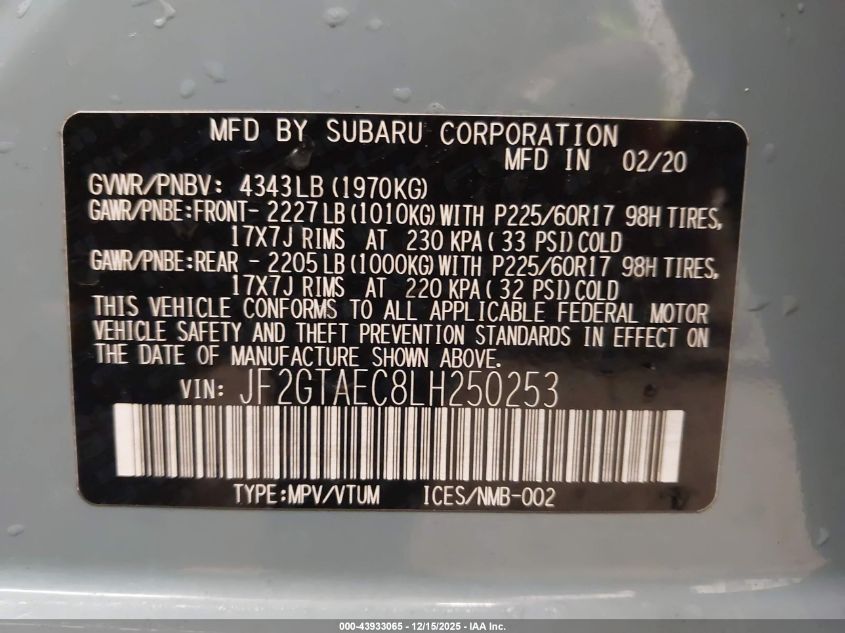 MFD BY SUBARU CORPORATION
MFD IN 02/20
GVWR/PNBV: 4343LB (1970KG)
GAWR/PNBE:FRONT- 2227LB (1010KG) WITH P225/60R17 98H TIRES,
17X7J RIMS AT 230 KPA( 33 PSI) COLD
GAWR/PNBE:REAR - 2205LB (1000KG) WITH P225/60R17 98H TIRES,
17X7J RIMS AT 220 KPA( 32 PSI) COLD
THIS VEHICLE CONFORMS TO ALL APPLICABLE FEDERAL MOTOR
VEHICLE SAFETY AND THEFT PREVENTION STANDARDS IN EFFECT ON
THE DATE OF MANUFACTURE SHOWN ABOVE.
VIN: JF2GTAEC8LH250253
TYPE:MPV/VTUM ICES/NMB-002
000-43933065 - 12/15/2025 - IAA Inc.